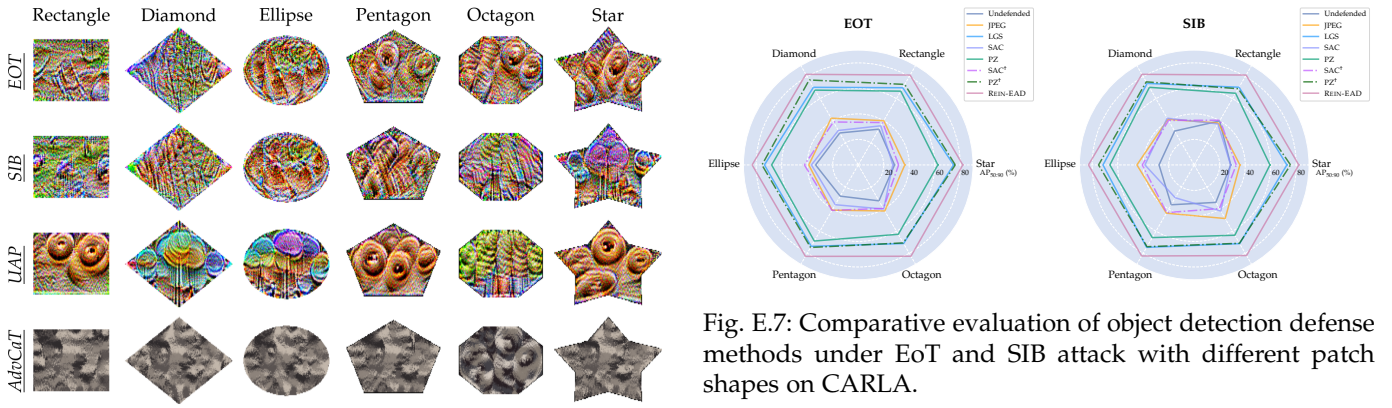 Rectangle Diamond Ellipse Pentagon Octagon Star
EOT
SIB
UAP
AdvCaT
EOT
Undefended
JPEG
LGS
SAC
PZ
SAC†
PZ†
REIN-EAD
Diamond Rectangle
Ellipse Star
20 40 60 80 AP50:90 (%)
Pentagon Octagon
SIB
Undefended
JPEG
LGS
SAC
PZ
SAC†
PZ†
REIN-EAD
Diamond Rectangle
Ellipse Star
20 40 60 80 AP50:90 (%)
Pentagon Octagon
Fig. E.7: Comparative evaluation of object detection defense
methods under EoT and SIB attack with different patch
shapes on CARLA.